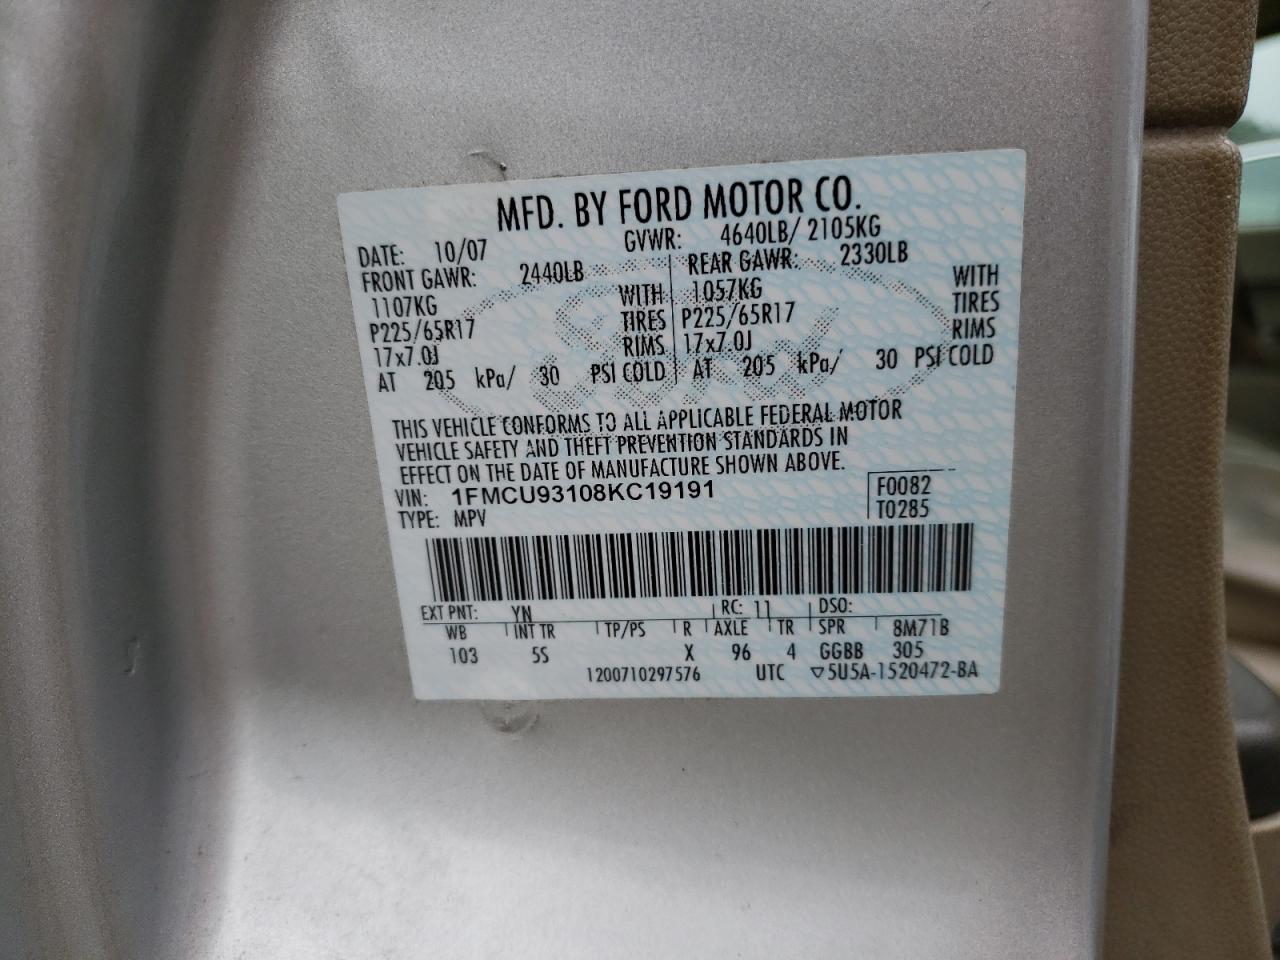 MFD. BY FORD MOTOR CO.
DATE: 10/07 GVWR: 4640LB/ 2105KG
FRONT GAWR: 2440LB REAR GAWR: 2330LB
1107KG WITH 1057KG WITH
P225/65R17 TIRES P225/65R17 TIRES
17x7.0J RIMS 17x7.0J RIMS
AT 205 kPa/ 30 PSI COLD AT 205 kPa/ 30 PSI COLD
THIS VEHICLE CONFORMS TO ALL APPLICABLE FEDERAL MOTOR
VEHICLE SAFETY AND THEFT PREVENTION STANDARDS IN
EFFECT ON THE DATE OF MANUFACTURE SHOWN ABOVE.
VIN: 1FMCU93108KC19191 F0082
TYPE: MPV T0285
EXT PNT: YN RC: 11 DSO:
WB INT TR TP/PS R AXLE TR SPR 8M71B
103 5S X 96 4 GGBB 305
1200710297576 UTC ▽5U5A-1520472-BA